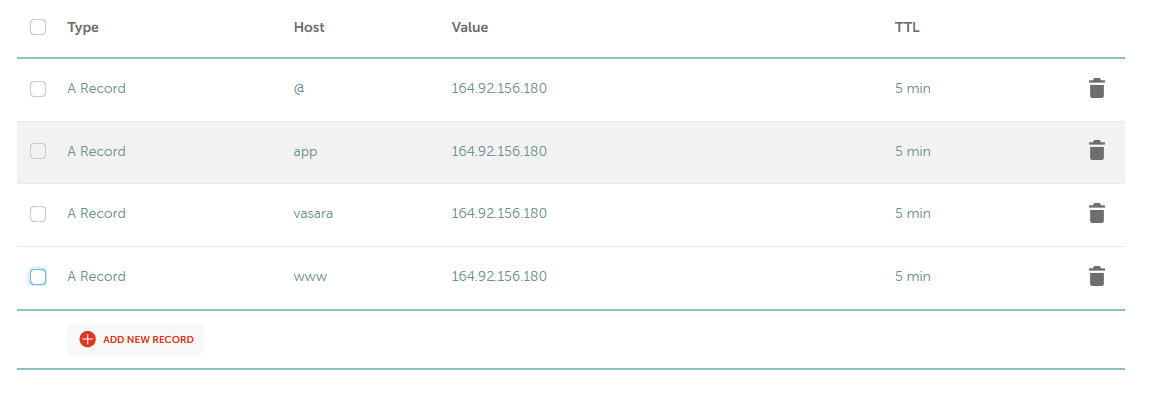 Type Host Value TTL
A Record @ 164.92.156.180 5 min
A Record app 164.92.156.180 5 min
A Record vasara 164.92.156.180 5 min
A Record www 164.92.156.180 5 min
ADD NEW RECORD